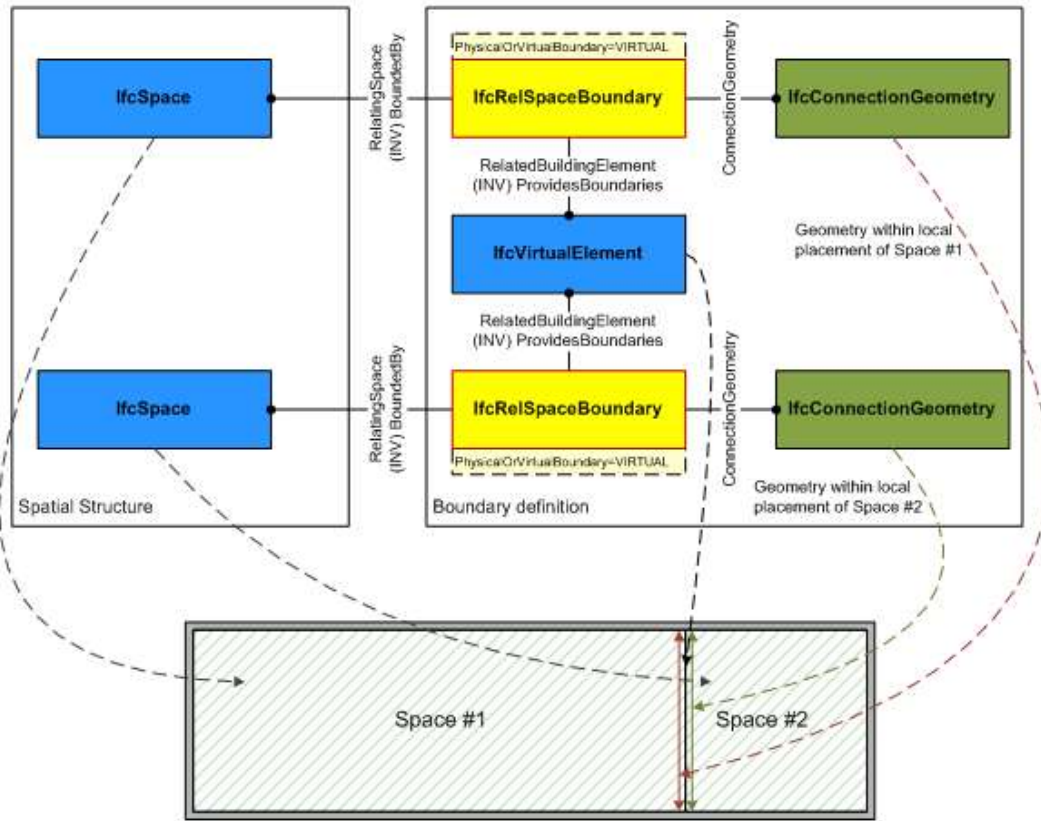 PhysicalOrVirtualBoundary=VIRTUAL
IfcSpace
RelatingSpace
(INV) BoundedBy
IfcRelSpaceBoundary
ConnectionGeometry
IfcConnectionGeometry
RelatedBuildingElement
(INV) ProvidesBoundaries
IfcVirtualElement
Geometry within local
placement of Space #1
RelatedBuildingElement
(INV) ProvidesBoundaries
IfcSpace
RelatingSpace
(INV) BoundedBy
IfcRelSpaceBoundary
ConnectionGeometry
IfcConnectionGeometry
PhysicalOrVirtualBoundary=VIRTUAL
Geometry within local
placement of Space #2
Spatial Structure
Boundary definition
Space #1
Space #2